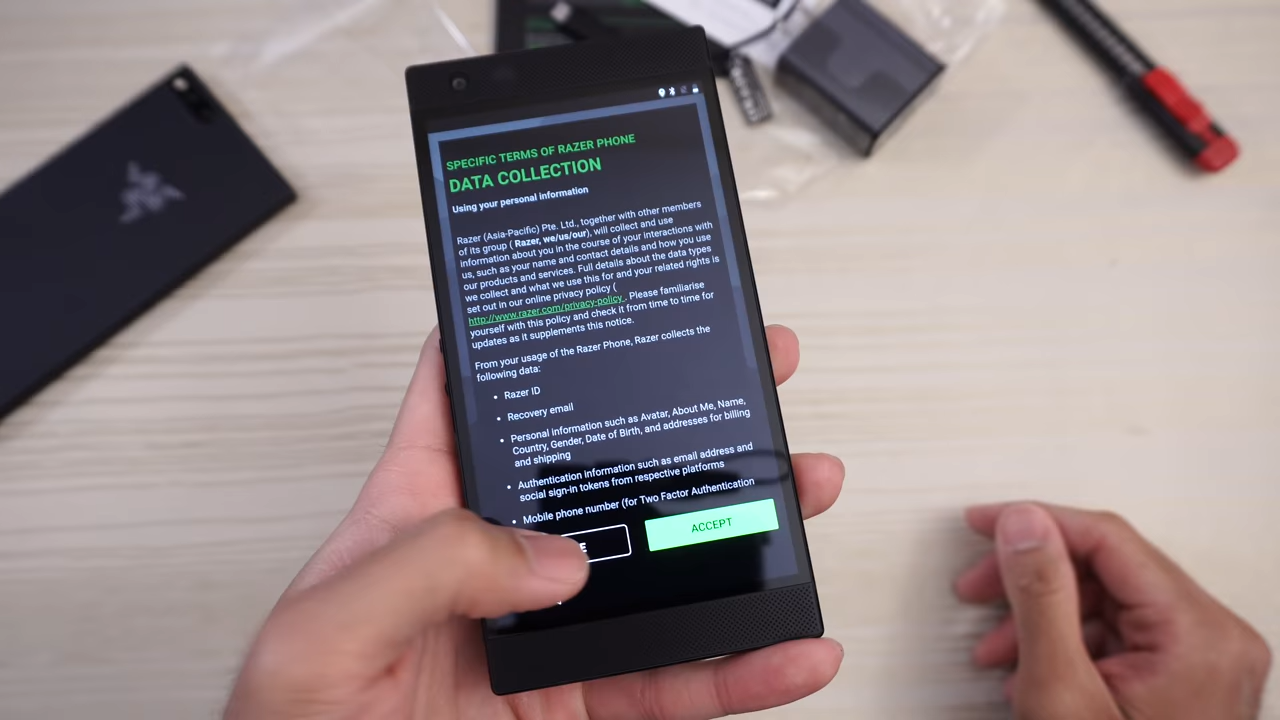 SPECIFIC TERMS OF RAZER PHONE
DATA COLLECTION
Using your personal information
Razer (Asia-Pacific) Pte. Ltd., together with other members
of its group ( Razer, we/us/our), will collect and use
information about you in the course of your interactions with
us, such as your name and contact details and how you use
our products and services. Full details about the data types
we collect and what we use this for and your related rights is
set out in our online privacy policy (
http://www.razer.com/privacy-policy . Please familiarise
yourself with this policy and check it from time to time for
updates as it supplements this notice.
From your usage of the Razer Phone, Razer collects the
following data:
• Razer ID
• Recovery email
• Personal information such as Avatar, About Me, Name,
Country, Gender, Date of Birth, and addresses for billing
and shipping
• Authentication information such as email address and
social sign-in tokens from respective platforms
• Mobile phone number (for Two Factor Authentication
ACCEPT